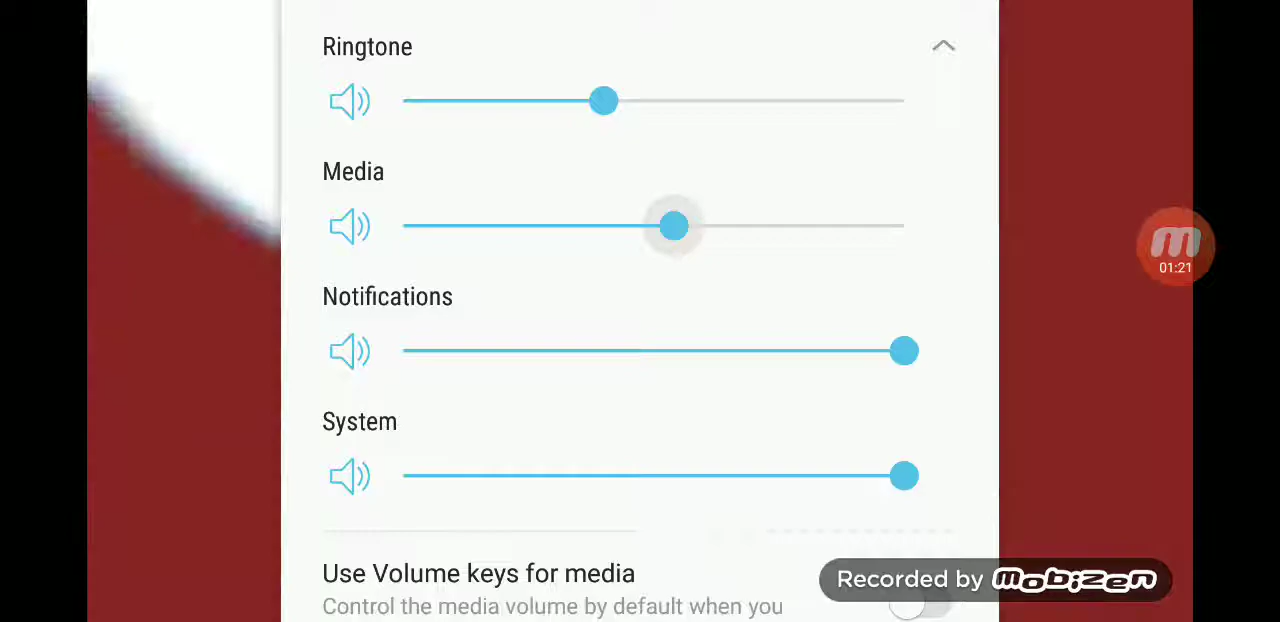 Ringtone
Media
01:21
Notifications
System
Use Volume keys for media
Control the media volume by default when you
Recorded by mobizen